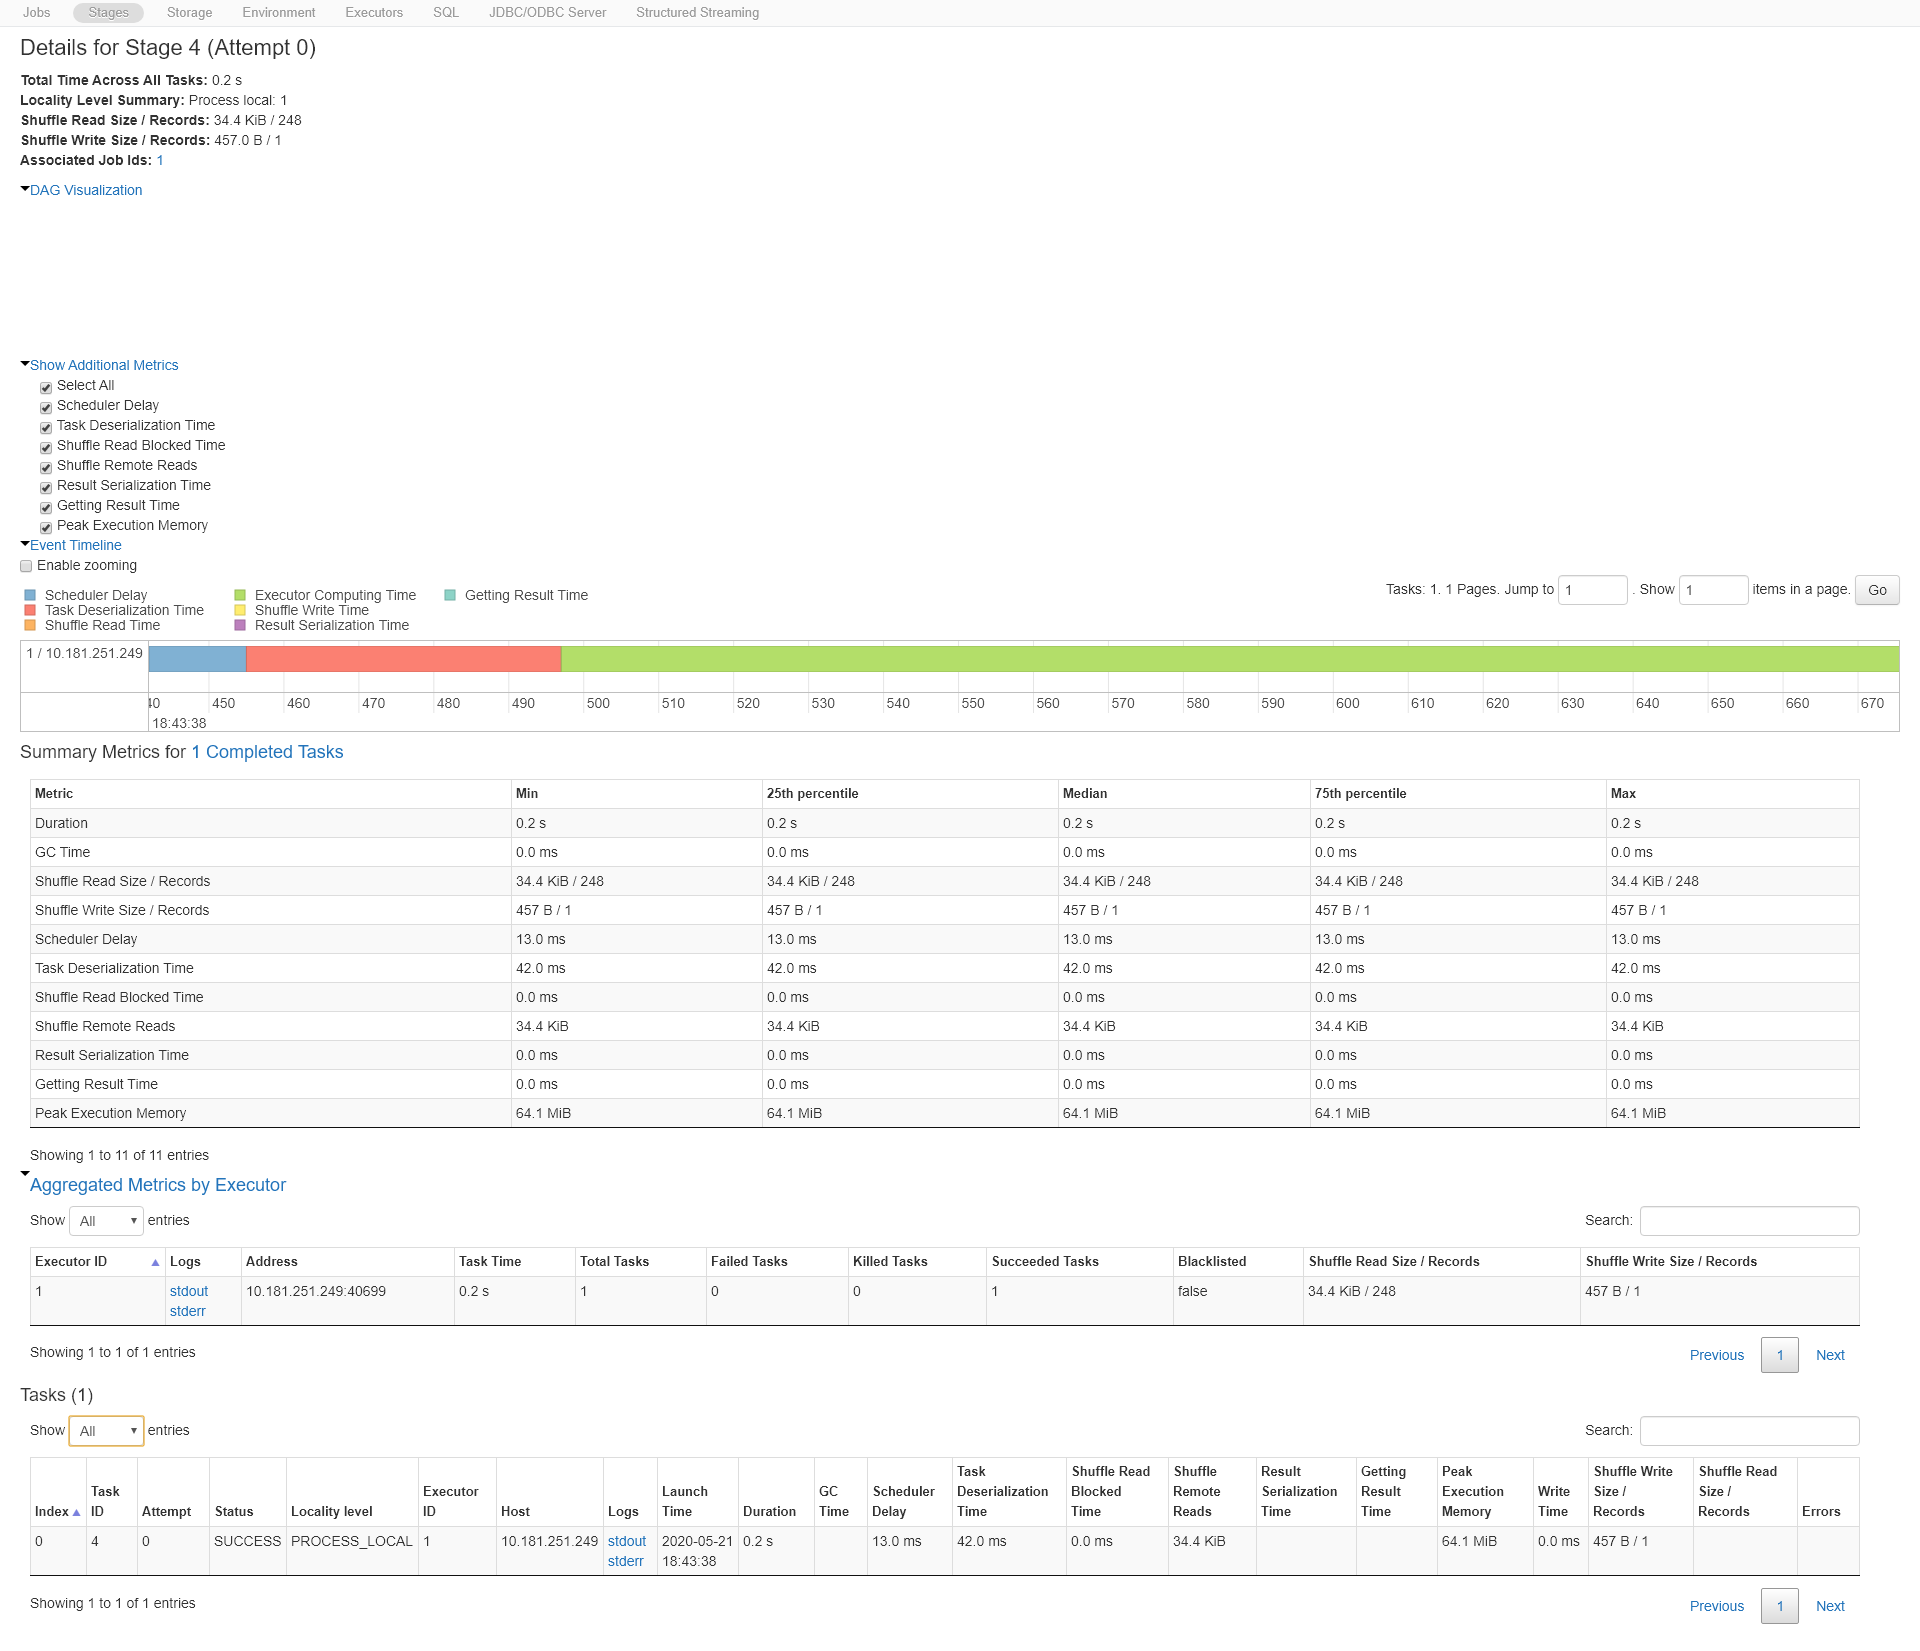 Jobs Stages Storage Environment Executors SQL JDBC/ODBC Server Structured Streaming
Details for Stage 4 (Attempt 0)
Total Time Across All Tasks: 0.2 s
Locality Level Summary: Process local: 1
Shuffle Read Size / Records: 34.4 KiB / 248
Shuffle Write Size / Records: 457.0 B / 1
Associated Job Ids: 1
DAG Visualization
Show Additional Metrics
Select All
Scheduler Delay
Task Deserialization Time
Shuffle Read Blocked Time
Shuffle Remote Reads
Result Serialization Time
Getting Result Time
Peak Execution Memory
Event Timeline
Enable zooming
Tasks: 1. 1 Pages. Jump to 1 . Show 1 items in a page. Go
Scheduler Delay Executor Computing Time Getting Result Time
Task Deserialization Time Shuffle Write Time
Shuffle Read Time Result Serialization Time
1 / 10.181.251.249
40 450 460 470 480 490 500 510 520 530 540 550 560 570 580 590 600 610 620 630 640 650 660 670
18:43:38
Summary Metrics for 1 Completed Tasks
Metric Min 25th percentile Median 75th percentile Max
Duration 0.2 s 0.2 s 0.2 s 0.2 s 0.2 s
GC Time 0.0 ms 0.0 ms 0.0 ms 0.0 ms 0.0 ms
Shuffle Read Size / Records 34.4 KiB / 248 34.4 KiB / 248 34.4 KiB / 248 34.4 KiB / 248 34.4 KiB / 248
Shuffle Write Size / Records 457 B / 1 457 B / 1 457 B / 1 457 B / 1 457 B / 1
Scheduler Delay 13.0 ms 13.0 ms 13.0 ms 13.0 ms 13.0 ms
Task Deserialization Time 42.0 ms 42.0 ms 42.0 ms 42.0 ms 42.0 ms
Shuffle Read Blocked Time 0.0 ms 0.0 ms 0.0 ms 0.0 ms 0.0 ms
Shuffle Remote Reads 34.4 KiB 34.4 KiB 34.4 KiB 34.4 KiB 34.4 KiB
Result Serialization Time 0.0 ms 0.0 ms 0.0 ms 0.0 ms 0.0 ms
Getting Result Time 0.0 ms 0.0 ms 0.0 ms 0.0 ms 0.0 ms
Peak Execution Memory 64.1 MiB 64.1 MiB 64.1 MiB 64.1 MiB 64.1 MiB
Showing 1 to 11 of 11 entries
Aggregated Metrics by Executor
Show All entries Search:
Executor ID Logs Address Task Time Total Tasks Failed Tasks Killed Tasks Succeeded Tasks Blacklisted Shuffle Read Size / Records Shuffle Write Size / Records
1 stdout 10.181.251.249:40699 0.2 s 1 0 0 1 false 34.4 KiB / 248 457 B / 1
stderr
Showing 1 to 1 of 1 entries Previous 1 Next
Tasks (1)
Show All entries Search:
Task Shuffle Read Shuffle Result Getting Peak Shuffle Write Shuffle Read
Task Executor Launch GC Scheduler Deserialization Blocked Remote Serialization Result Execution Write Size / Size /
Index ID Attempt Status Locality level ID Host Logs Time Duration Time Delay Time Time Reads Time Time Memory Time Records Records Errors
0 4 0 SUCCESS PROCESS_LOCAL 1 10.181.251.249 stdout 2020-05-21 0.2 s 13.0 ms 42.0 ms 0.0 ms 34.4 KiB 64.1 MiB 0.0 ms 457 B / 1
stderr 18:43:38
Showing 1 to 1 of 1 entries Previous 1 Next